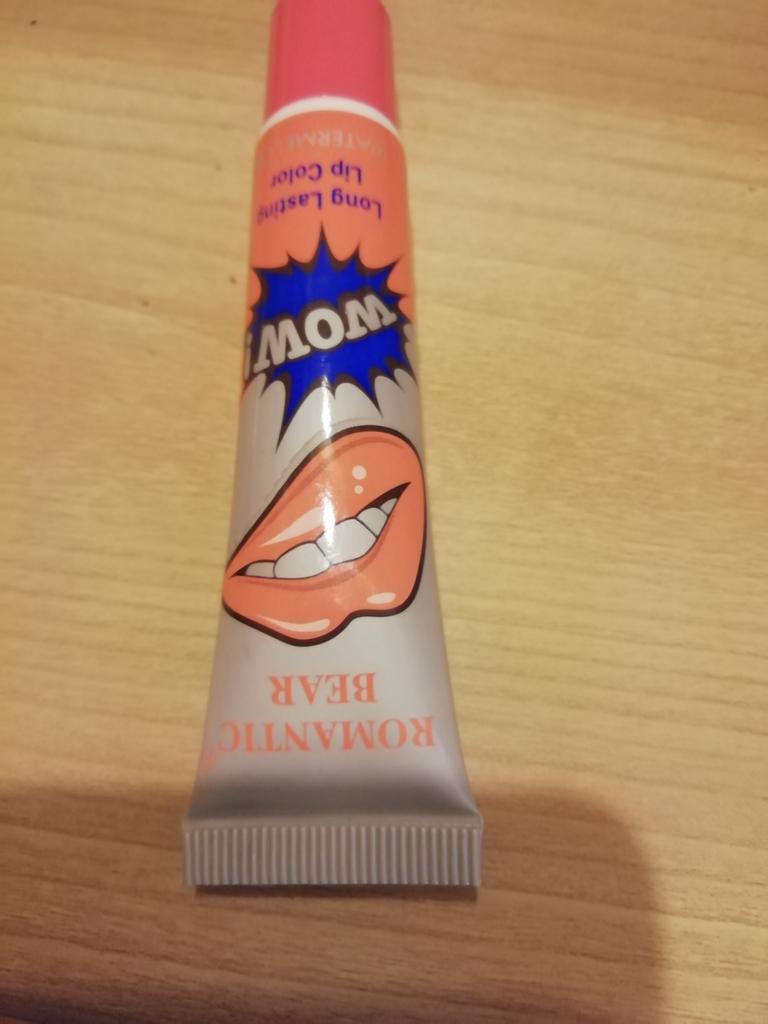 ROMANTIC®
BEAR
WOW!
Long Lasting
Lip Color